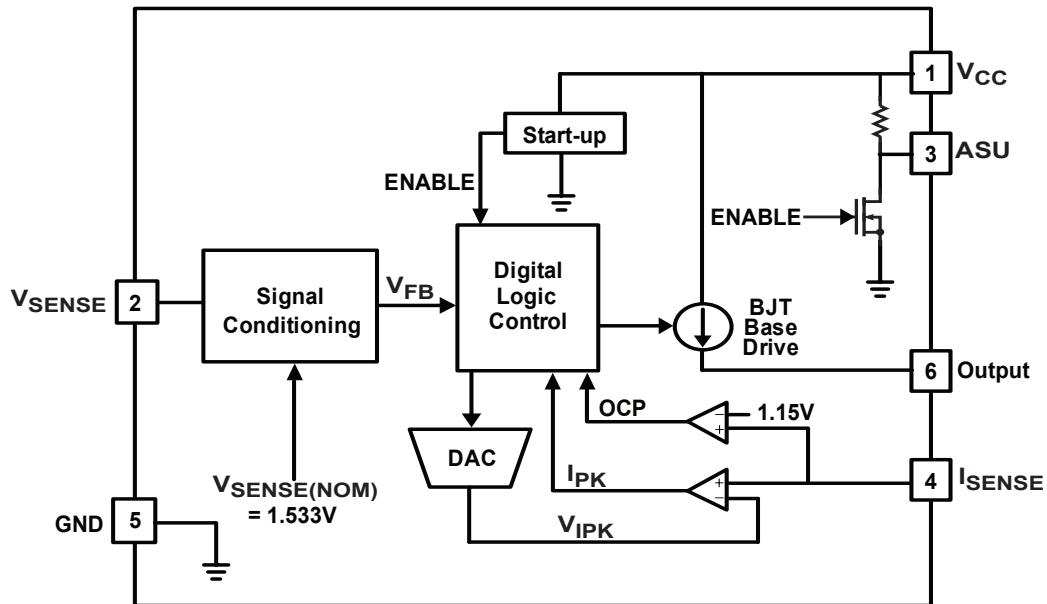 1
VCC
Start-up
3
ASU
ENABLE
ENABLE
Digital
Logic
Control
VSENSE
2
Signal
Conditioning
VFB
BJT
Base
Drive
6
Output
OCP
-
1.15V
+
DAC
IPK
+
-
4
ISENSE
VSENSE(NOM)
= 1.533V
GND
5
VIPK